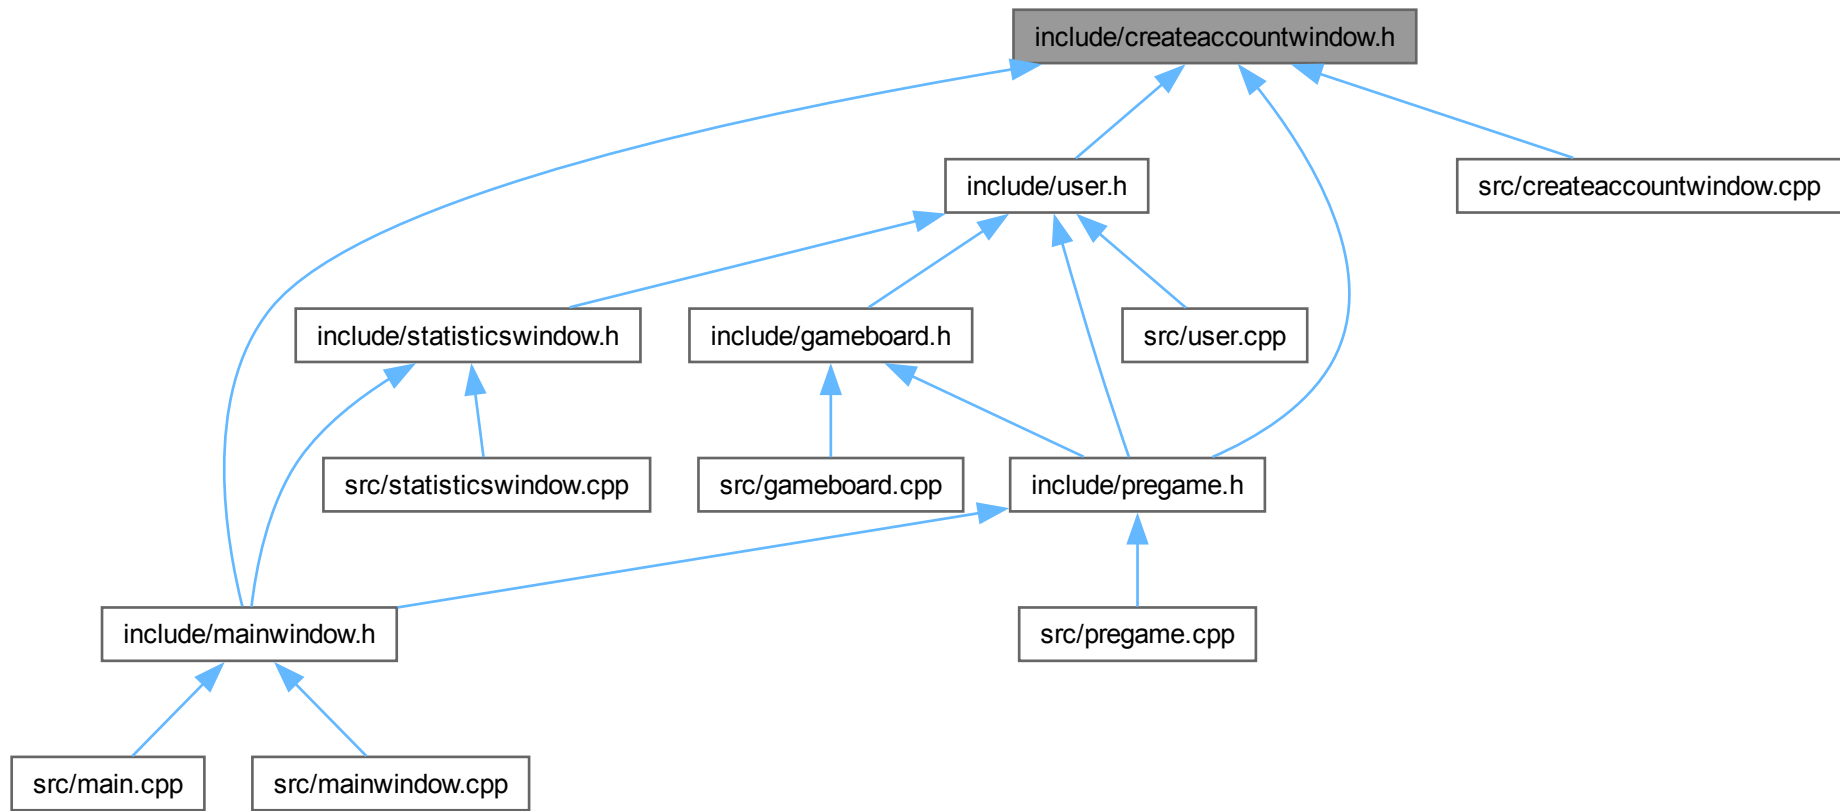 include/createaccountwindow.h
include/user.h
src/createaccountwindow.cpp
include/statisticswindow.h
include/gameboard.h
src/user.cpp
src/statisticswindow.cpp
src/gameboard.cpp
include/pregame.h
include/mainwindow.h
src/pregame.cpp
src/main.cpp
src/mainwindow.cpp